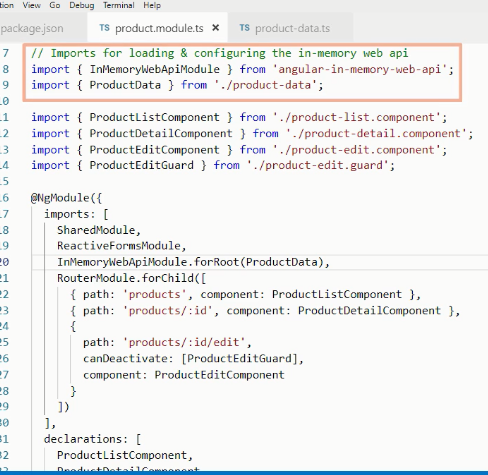 tion View Go Debug Terminal Help
package.json TS product.module.ts × TS product-data.ts
7 // Imports for loading & configuring the in-memory web api
8 import { InMemoryWebApiModule } from 'angular-in-memory-web-api';
9 import { ProductData } from './product-data';
10
11 import { ProductListComponent } from './product-list.component';
12 import { ProductDetailComponent } from './product-detail.component';
13 import { ProductEditComponent } from './product-edit.component';
14 import { ProductEditGuard } from './product-edit.guard';
15
16 @NgModule({
17 imports: [
18 SharedModule,
19 ReactiveFormsModule,
20 InMemoryWebApiModule.forRoot(ProductData),
21 RouterModule.forChild([
22 { path: 'products', component: ProductListComponent },
23 { path: 'products/:id', component: ProductDetailComponent },
24 {
25 path: 'products/:id/edit',
26 canDeactivate: [ProductEditGuard],
27 component: ProductEditComponent
28 }
29 ])
30 ],
31 declarations: [
32 ProductListComponent,
ProductDetailComponent